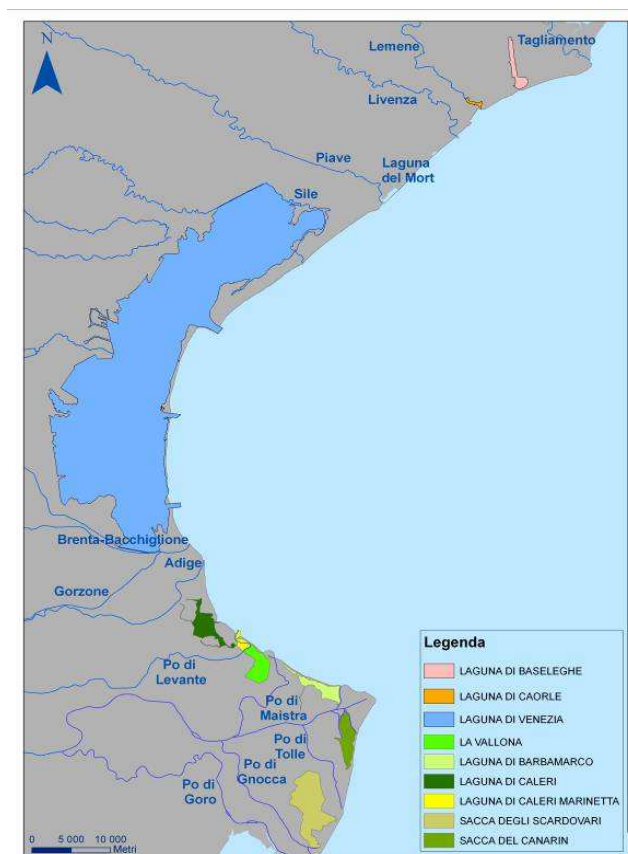 N
Tagliamento
Lemene
Livenza
Piave
Laguna
del Mort
Sile
Brenta-Bacchiglione
Adige
Gorzone
Po di
Levante
Po di
Maistra
Po di
Tolle
Po di
Gnocca
Po di
Goro
Legenda
LAGUNA DI BASELEGHE
LAGUNA DI CAORLE
LAGUNA DI VENEZIA
LA VALLONA
LAGUNA DI BARBAMARCO
LAGUNA DI CALERI
LAGUNA DI CALERI MARINETTA
SACCA DEGLI SCARDOVARI
SACCA DEL CANARIN
0 5 000 10 000
Metri